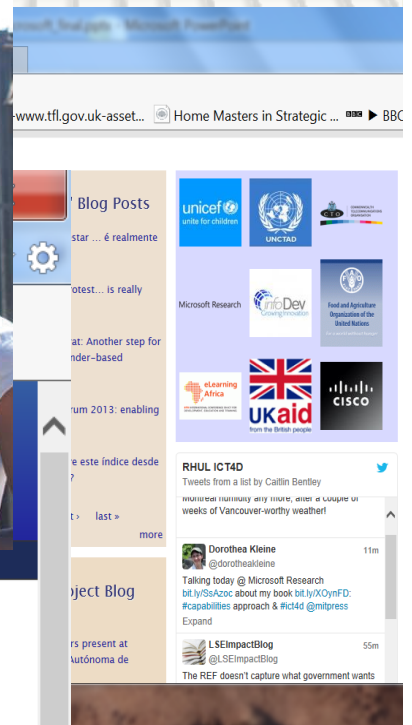 Microsoft PowerPoint
-www.tfl.gov.uk-asset...
Home Masters in Strategic ...
BBC
BBC
Blog Posts
star ... é realmente
otest... is really
at: Another step for
nder-based
rum 2013: enabling
e este índice desde
?
t ›
last »
more
oject Blog
rs present at
Autónoma de
unicef
unite for children
UNCTAD
CTO
COMMONWEALTH
TELECOMMUNICATIONS
ORGANISATION
Microsoft Research
infoDev
Growing Innovation
Food and Agriculture
Organization of the
United Nations
eLearning
Africa
UKaid
from the British people
CISCO
RHUL ICT4D
Tweets from a list by Caitlin Bentley
Montreal humidity any more, after a couple of
weeks of Vancouver-worthy weather!
Dorothea Kleine
11m
@dorotheakleine
Talking today @ Microsoft Research
bit.ly/SsAzoc about my book bit.ly/XOynFD:
#capabilities approach & #ict4d @mitpress
Expand
LSEImpactBlog
55m
@LSEImpactBlog
The REF doesn't capture what government wants